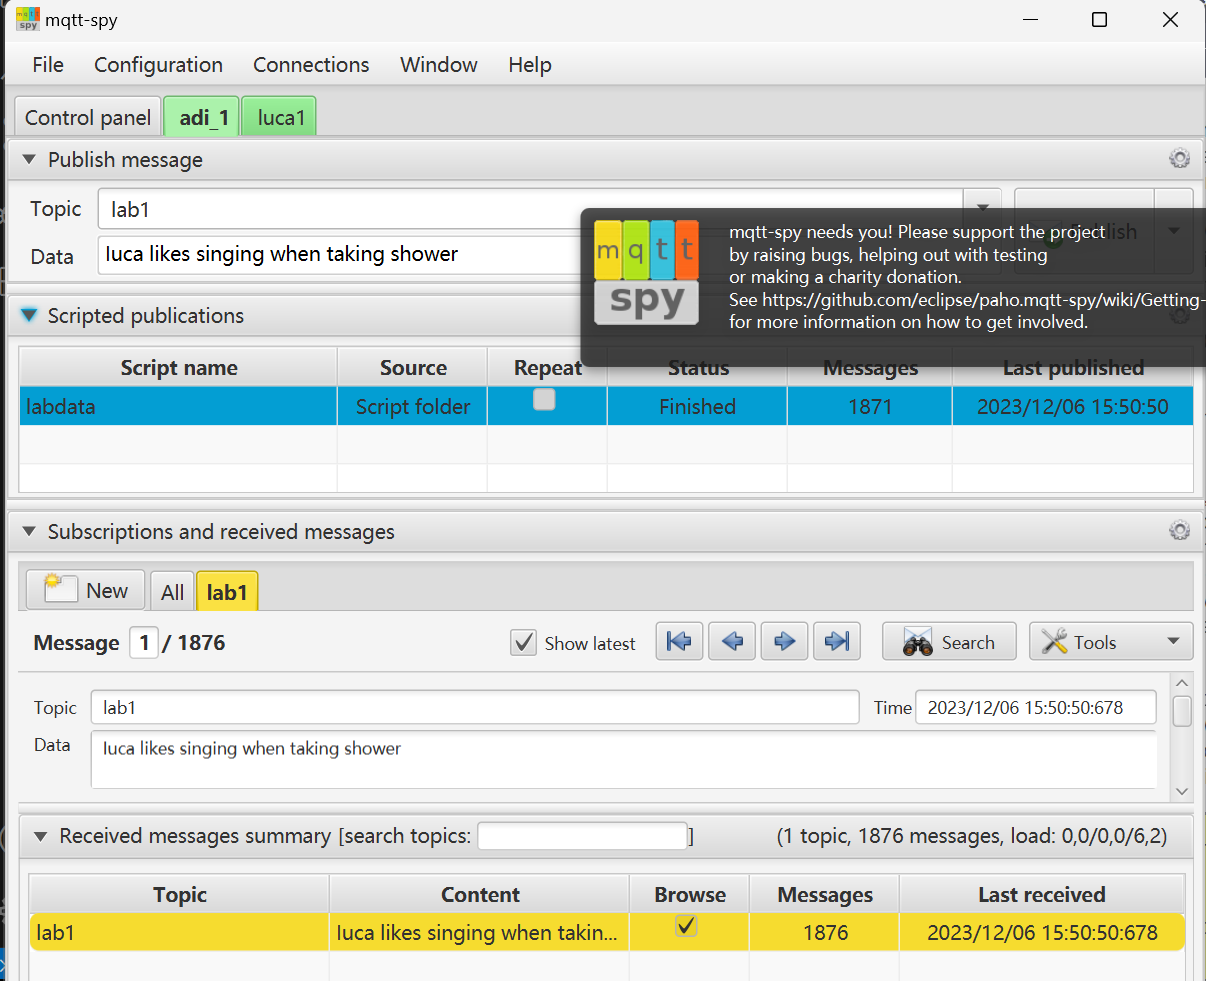 mqtt-spy
File Configuration Connections Window Help
Control panel adi_1 luca1
Publish message
Topic lab1
Data luca likes singing when taking shower
mqtt spy
mqtt-spy needs you! Please support the project
by raising bugs, helping out with testing
or making a charity donation.
See https://github.com/eclipse/paho.mqtt-spy/wiki/Getting-
for more information on how to get involved.
Scripted publications
Script name Source Repeat Status Messages Last published
labdata Script folder Finished 1871 2023/12/06 15:50:50
Subscriptions and received messages
New All lab1
Message 1 / 1876 Show latest Search Tools
Topic lab1 Time 2023/12/06 15:50:50:678
Data luca likes singing when taking shower
Received messages summary [search topics: ] (1 topic, 1876 messages, load: 0,0/0,0/6,2)
Topic Content Browse Messages Last received
lab1 luca likes singing when takin... 1876 2023/12/06 15:50:50:678